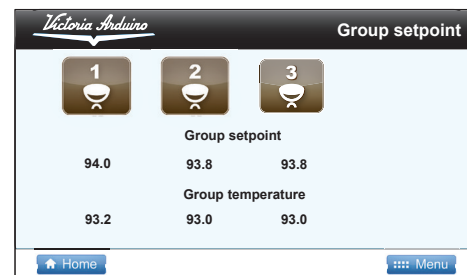 Victoria Arduino
Group setpoint
1 2 3
Group setpoint
94.0 93.8 93.8
Group temperature
93.2 93.0 93.0
Home Menu